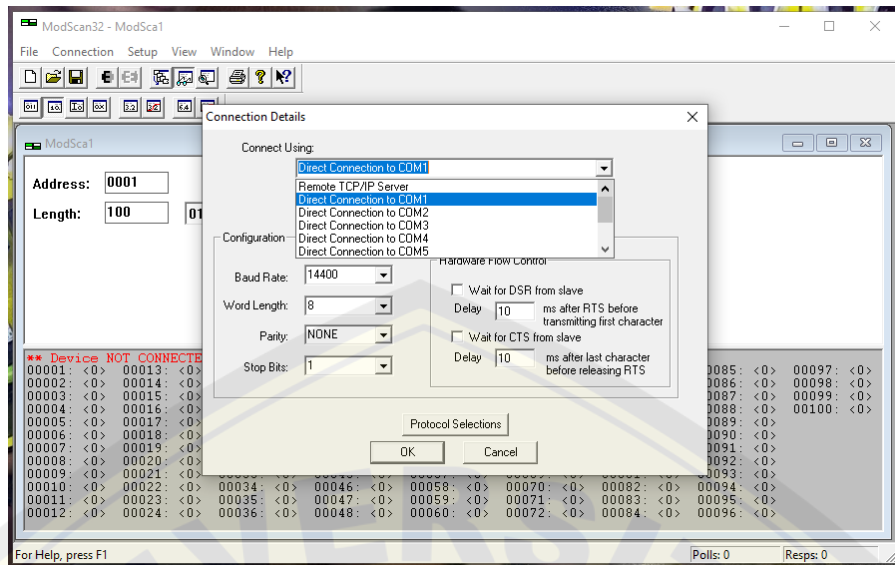 ModScan32 - ModSca1
File Connection Setup View Window Help
ModSca1
Address: 0001
Length: 100 01
Connection Details
Connect Using:
Direct Connection to COM1
Remote TCP/IP Server
Direct Connection to COM1
Direct Connection to COM2
Direct Connection to COM3
Direct Connection to COM4
Direct Connection to COM5
Configuration
Baud Rate: 14400
Word Length: 8
Parity: NONE
Stop Bits: 1
Hardware Flow Control
Wait for DSR from slave
Delay 10 ms after RTS before
transmitting first character
Wait for CTS from slave
Delay 10 ms after last character
before releasing RTS
Protocol Selections
OK Cancel
** Device NOT CONNECTE
00001: <0> 00013: <0> 0085: <0> 00097: <0>
00002: <0> 00014: <0> 0086: <0> 00098: <0>
00003: <0> 00015: <0> 0087: <0> 00099: <0>
00004: <0> 00016: <0> 0088: <0> 00100: <0>
00005: <0> 00017: <0> 0089: <0>
00006: <0> 00018: <0> 0090: <0>
00007: <0> 00019: <0> 0091: <0>
00008: <0> 00020: <0> 0092: <0>
00009: <0> 00021: <0> 0093: <0>
00010: <0> 00022: <0> 00034: <0> 00046: <0> 00058: <0> 00070: <0> 00082: <0> 00094: <0>
00011: <0> 00023: <0> 00035: <0> 00047: <0> 00059: <0> 00071: <0> 00083: <0> 00095: <0>
00012: <0> 00024: <0> 00036: <0> 00048: <0> 00060: <0> 00072: <0> 00084: <0> 00096: <0>
For Help, press F1
Polls: 0 Resps: 0